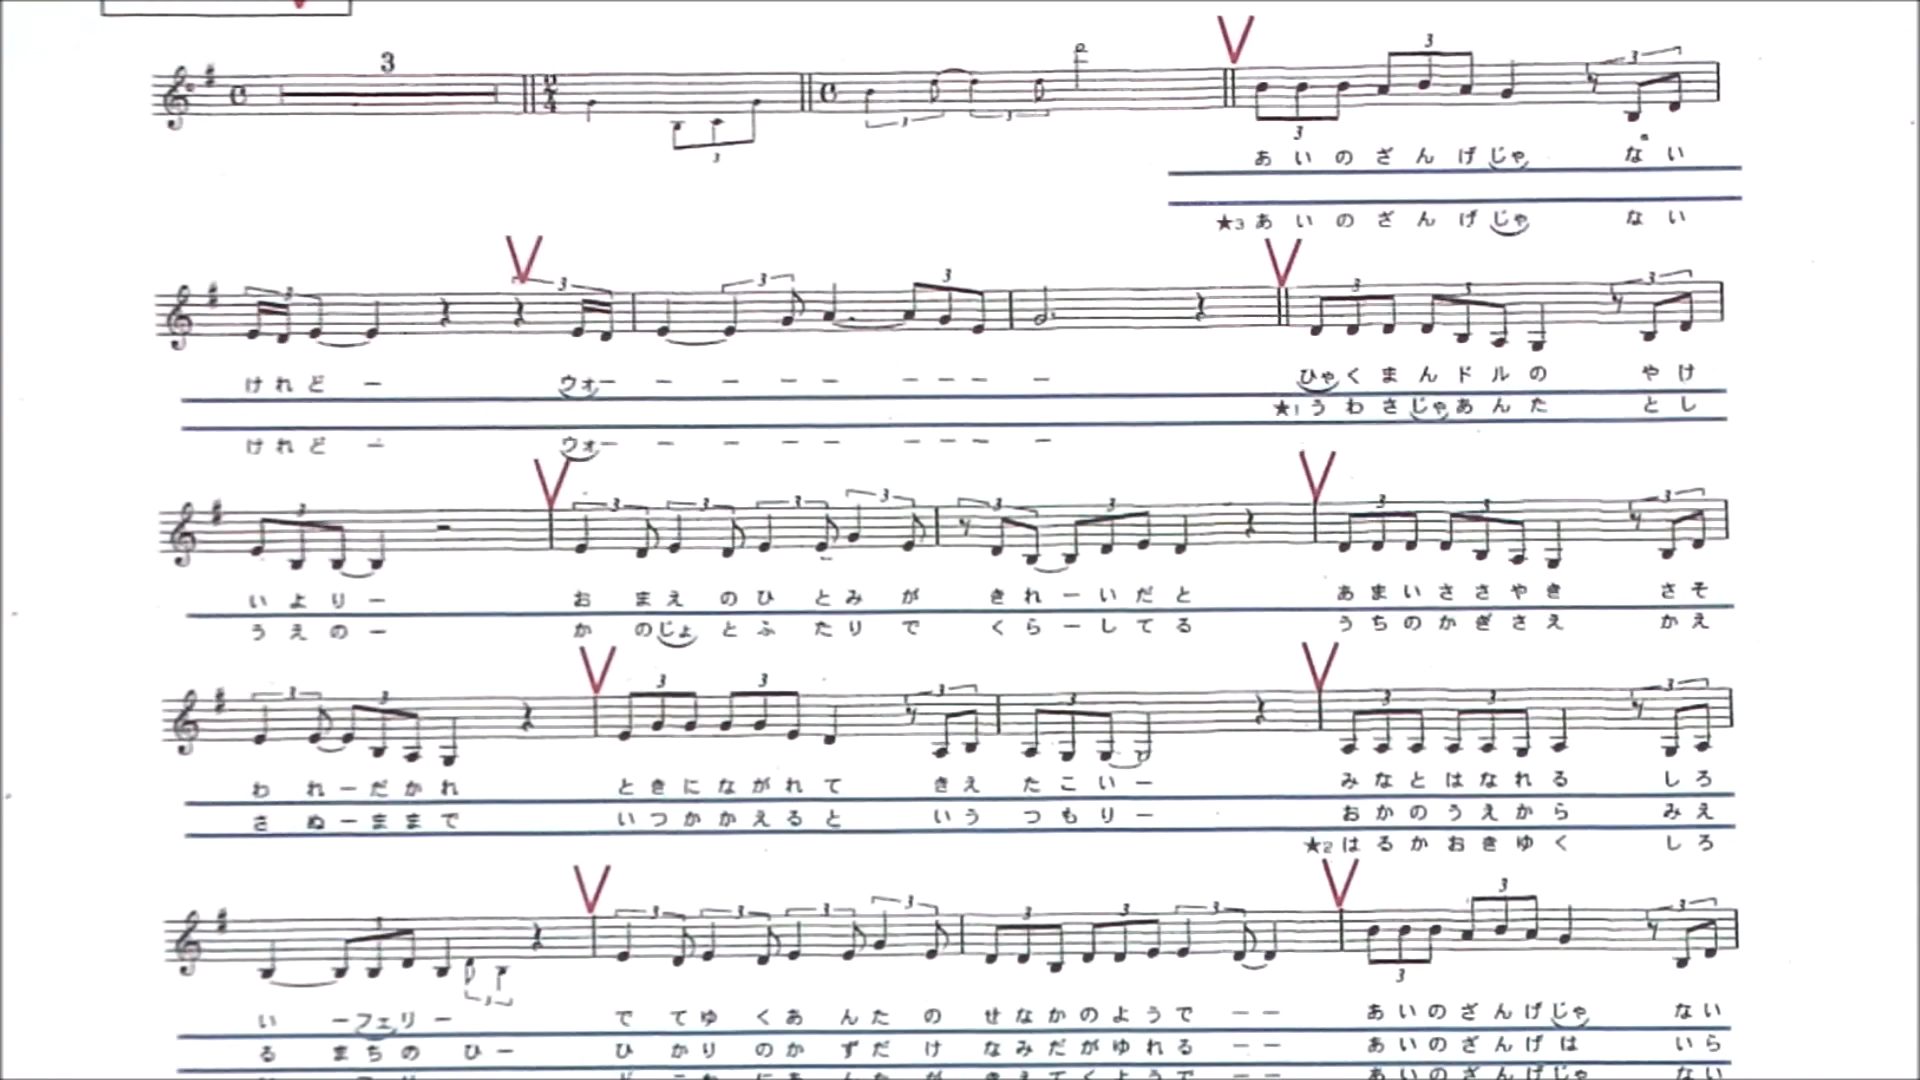 3
あいのざんげじゃ ない
★3 あいのざんげじゃ ない
けれどー ウォーーーーーーーーー ひゃくまんドルの やけ
★1 うわさじゃあんた とし
けれどー ウォーーーーーーーーー
いよりー おまえのひとみが きれーいだと あまいささやき さそ
うえのー かのじょとふたりで くらーしてる うちのかぎさえ かえ
われーだかれ ときにながれて きえたこいー みなとはなれる しろ
さぬーままで いつかかえると いうつもりー おかのうえから みえ
★2 はるかおきゆく しろ
いーフェリー でてゆくあんたの せなかのようでーー あいのざんげじゃ ない
るまちのひー ひかりのかずだけ なみだがゆれるーー あいのざんげは いら